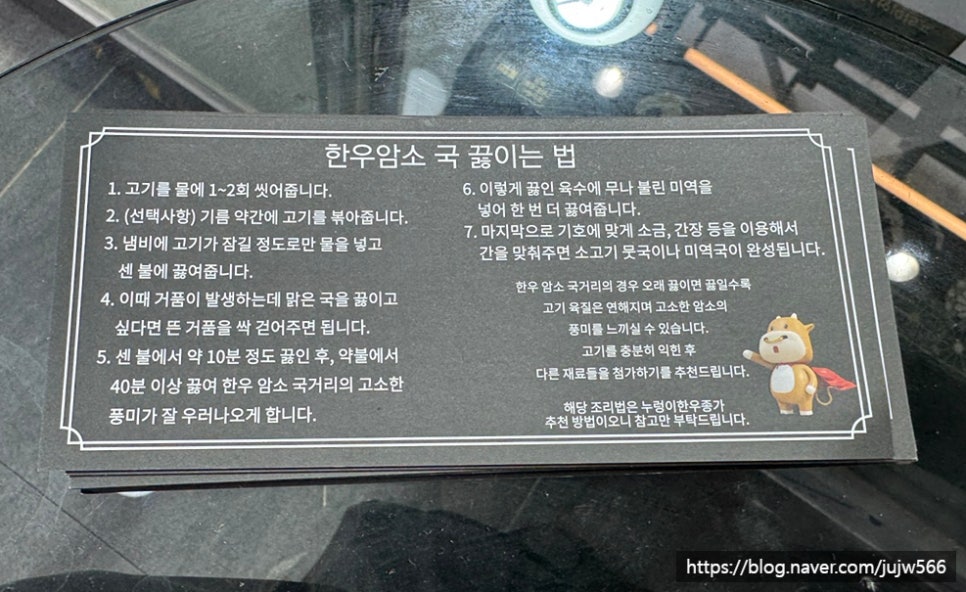 한우암소 국 끓이는 법
1. 고기를 물에 1~2회 씻어줍니다.
2. (선택사항) 기름 약간에 고기를 볶아줍니다.
3. 냄비에 고기가 잠길 정도로만 물을 넣고
센 불에 끓여줍니다.
4. 이때 거품이 발생하는데 맑은 국을 끓이고
싶다면 뜬 거품을 싹 걷어주면 됩니다.
5. 센 불에서 약 10분 정도 끓인 후, 약불에서
40분 이상 끓여 한우 암소 국거리의 고소한
풍미가 잘 우러나오게 합니다.
6. 이렇게 끓인 육수에 무나 불린 미역을
넣어 한 번 더 끓여줍니다.
7. 마지막으로 기호에 맞게 소금, 간장 등을 이용해서
간을 맞춰주면 소고기 뭇국이나 미역국이 완성됩니다.
한우 암소 국거리의 경우 오래 끓이면 끓일수록
고기 육질은 연해지며 고소한 암소의
풍미를 느끼실 수 있습니다.
고기를 충분히 익힌 후
다른 재료들을 첨가하기를 추천드립니다.
해당 조리법은 누렁이한우종가
추천 방법이오니 참고만 부탁드립니다.
https://blog.naver.com/jujw566